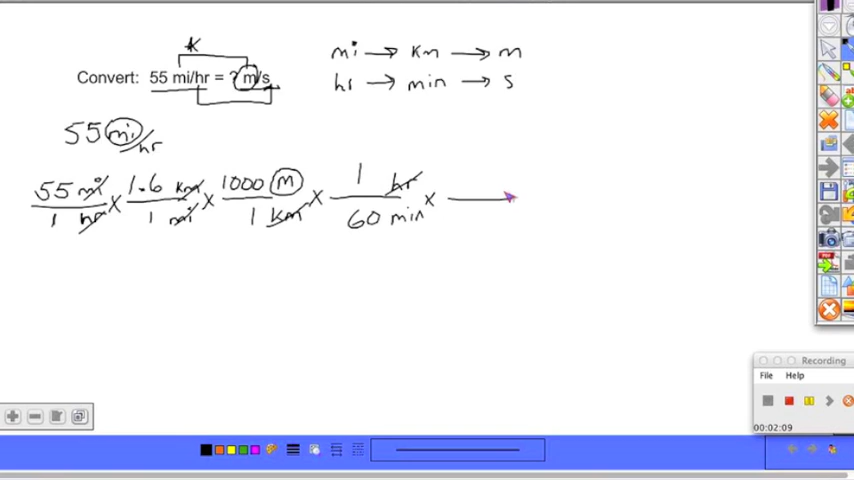 K
Convert: 55 mi/hr = ? m/s
mi → km → m
hr → min → s
55 mi/hr
55 mi / 1 hr × 1.6 km / 1 mi × 1000 m / 1 km × 1 hr / 60 min ×
Recording
File Help
00:02:09
PDF